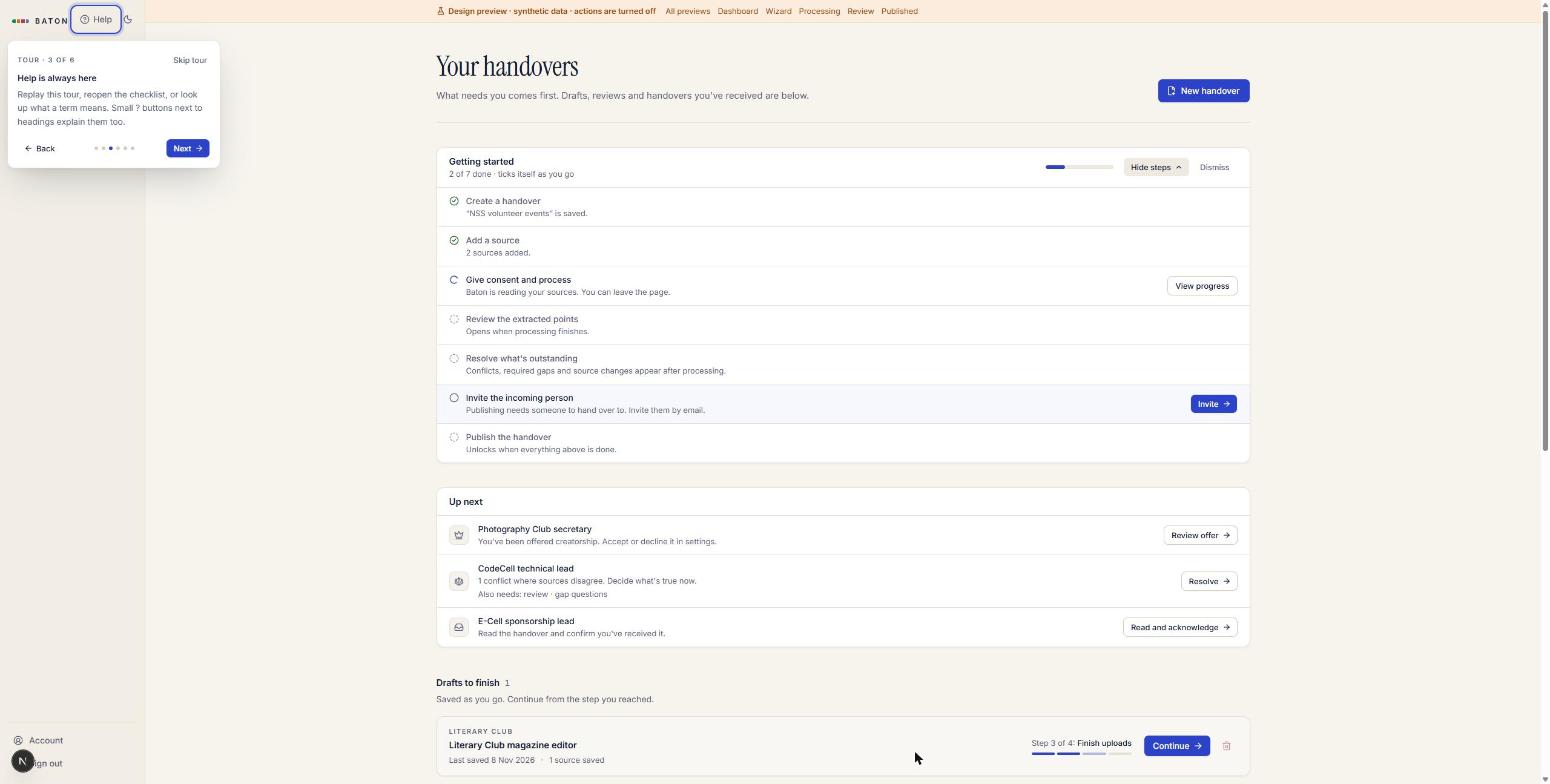 BATON
Help
TOUR · 3 OF 6
Skip tour
Help is always here
Replay this tour, reopen the checklist, or look
up what a term means. Small ? buttons next to
headings explain them too.
Back
Next
Account
N
ign out
Design preview · synthetic data · actions are turned off
All previews
Dashboard
Wizard
Processing
Review
Published
Your handovers
What needs you comes first. Drafts, reviews and handovers you've received are below.
New handover
Getting started
2 of 7 done · ticks itself as you go
Hide steps
Dismiss
Create a handover
"NSS volunteer events" is saved.
Add a source
2 sources added.
Give consent and process
Baton is reading your sources. You can leave the page.
View progress
Review the extracted points
Opens when processing finishes.
Resolve what's outstanding
Conflicts, required gaps and source changes appear after processing.
Invite the incoming person
Publishing needs someone to hand over to. Invite them by email.
Invite
Publish the handover
Unlocks when everything above is done.
Up next
Photography Club secretary
You've been offered creatorship. Accept or decline it in settings.
Review offer
CodeCell technical lead
1 conflict where sources disagree. Decide what's true now.
Also needs: review · gap questions
Resolve
E-Cell sponsorship lead
Read the handover and confirm you've received it.
Read and acknowledge
Drafts to finish 1
Saved as you go. Continue from the step you reached.
LITERARY CLUB
Literary Club magazine editor
Last saved 8 Nov 2026 · 1 source saved
Step 3 of 4: Finish uploads
Continue